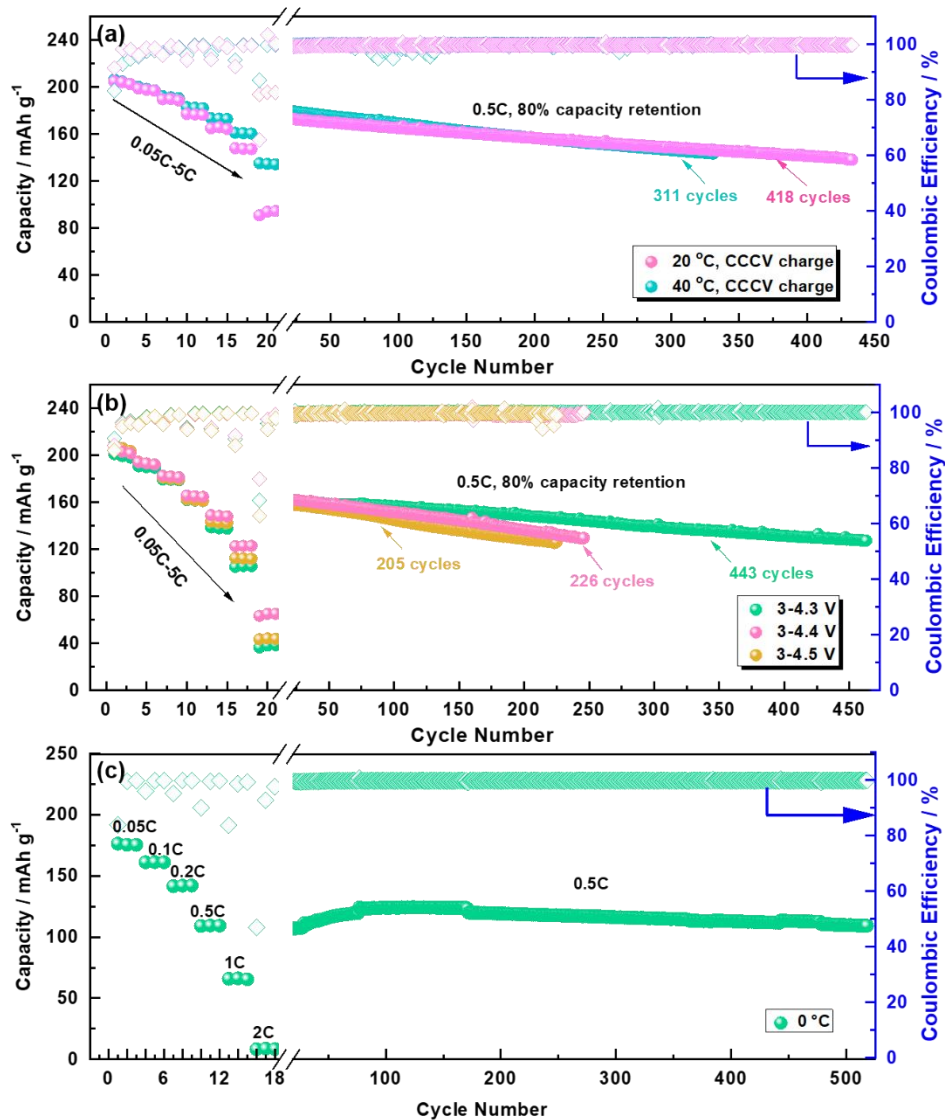 (a)
240
200
160
120
80
40
0
Capacity / mAh g⁻¹
0.05C-5C
0.5C, 80% capacity retention
311 cycles
418 cycles
20 °C, CCCV charge
40 °C, CCCV charge
100
80
60
40
20
0
Coulombic Efficiency / %
0 5 10 15 20 50 100 150 200 250 300 350 400 450
Cycle Number
(b)
240
200
160
120
80
40
0
Capacity / mAh g⁻¹
0.05C-5C
0.5C, 80% capacity retention
205 cycles
226 cycles
443 cycles
3-4.3 V
3-4.4 V
3-4.5 V
100
80
60
40
20
0
Coulombic Efficiency / %
0 5 10 15 20 50 100 150 200 250 300 350 400 450
Cycle Number
(c)
250
200
150
100
50
0
Capacity / mAh g⁻¹
0.05C
0.1C
0.2C
0.5C
1C
2C
0.5C
0 °C
100
80
60
40
20
0
Coulombic Efficiency / %
0 3 6 9 12 15 18 100 200 300 400 500
Cycle Number